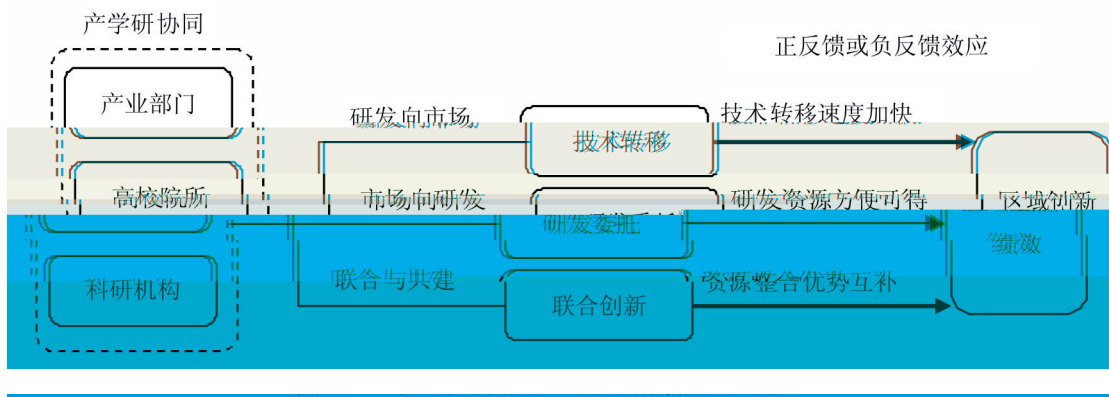 产学研协同
正反馈或负反馈效应
产业部门
研发向市场
技术转移
技术转移速度加快
高校院所
市场向研发
研发委托
研发资源方便可得
区域创新
绩效
科研机构
联合与共建
联合创新
资源整合优势互补